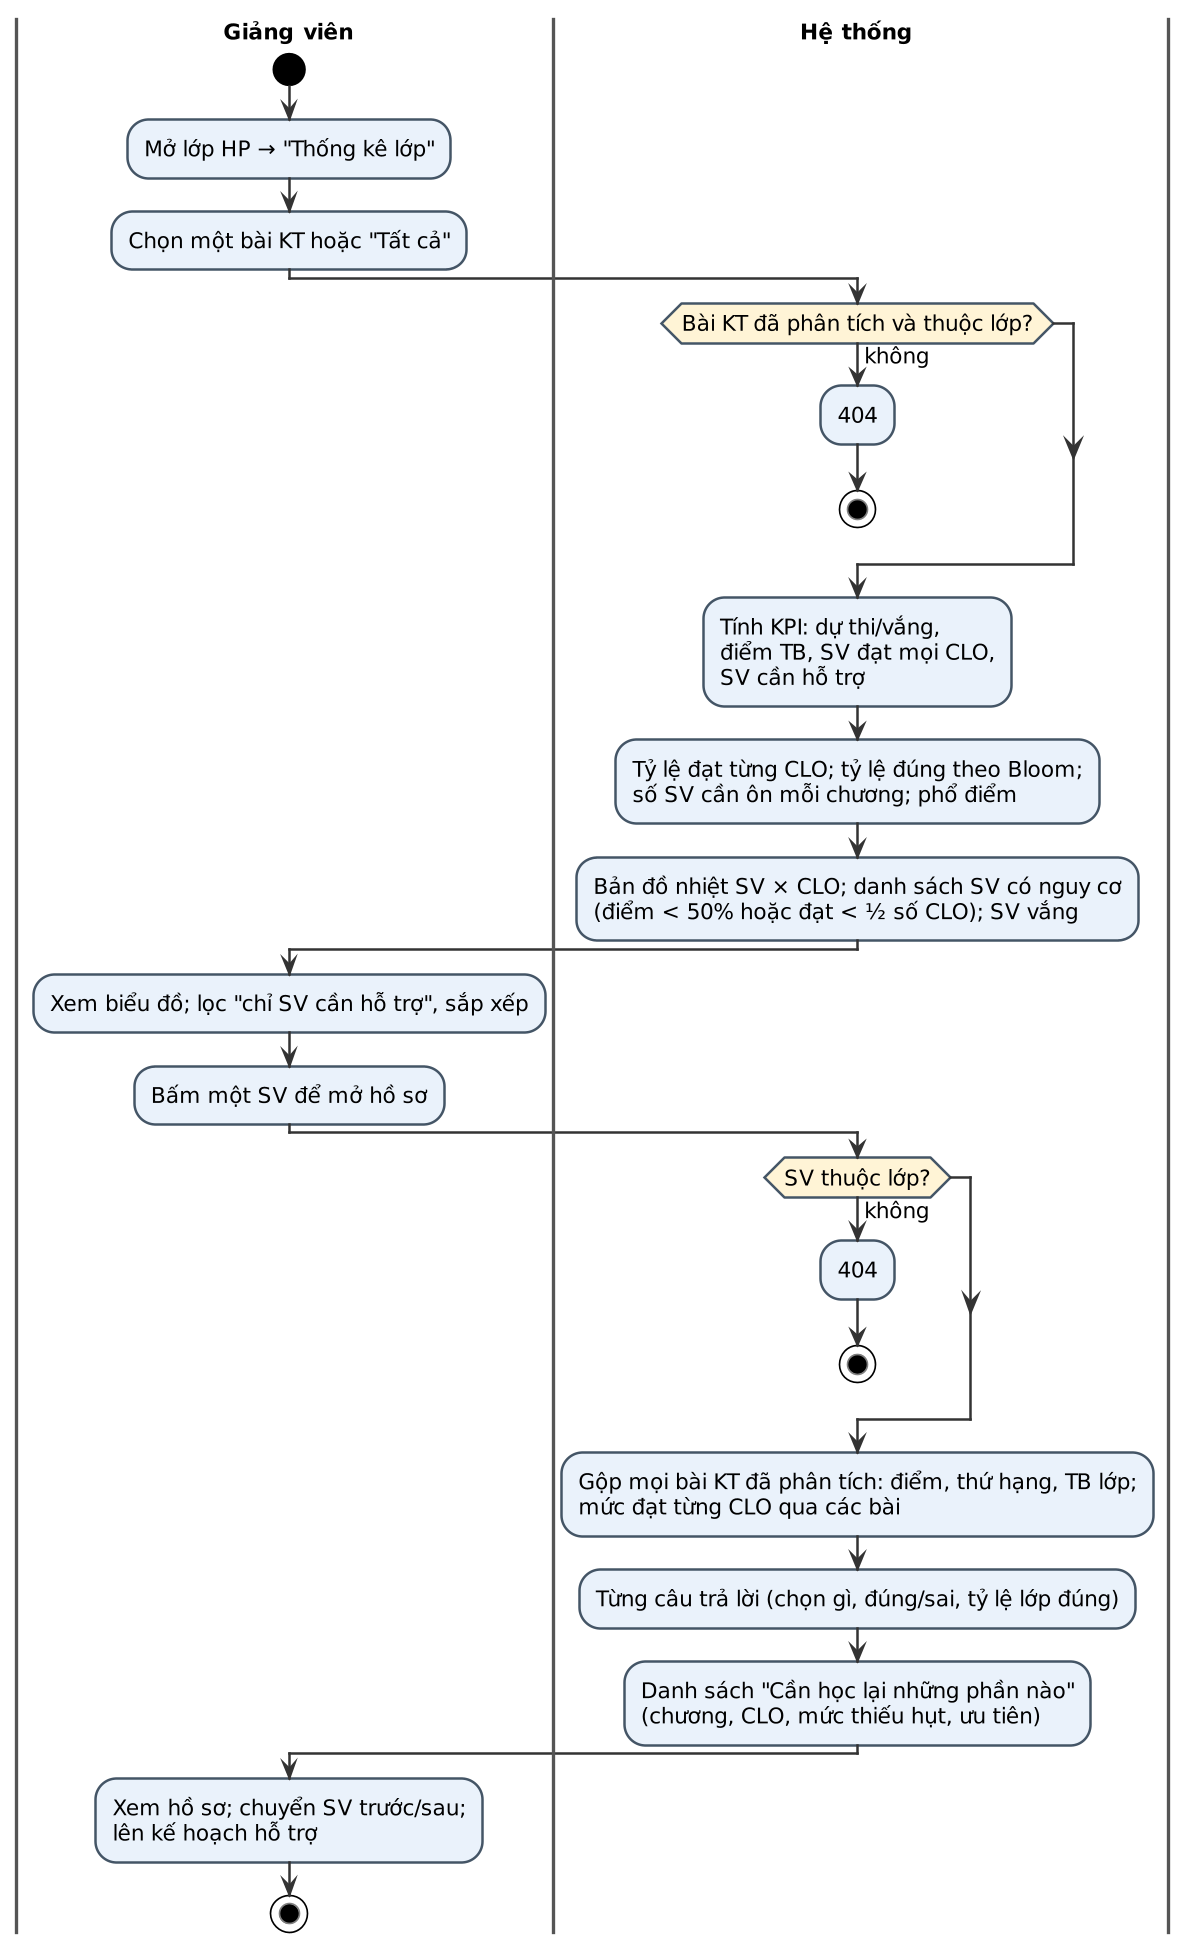 Giảng viên
Hệ thống
Mở lớp HP → "Thống kê lớp"
Chọn một bài KT hoặc "Tất cả"
Bài KT đã phân tích và thuộc lớp?
không
404
Tính KPI: dự thi/vắng,
điểm TB, SV đạt mọi CLO,
SV cần hỗ trợ
Tỷ lệ đạt từng CLO; tỷ lệ đúng theo Bloom;
số SV cần ôn mỗi chương; phổ điểm
Bản đồ nhiệt SV × CLO; danh sách SV có nguy cơ
(điểm < 50% hoặc đạt < ½ số CLO); SV vắng
Xem biểu đồ; lọc "chỉ SV cần hỗ trợ", sắp xếp
Bấm một SV để mở hồ sơ
SV thuộc lớp?
không
404
Gộp mọi bài KT đã phân tích: điểm, thứ hạng, TB lớp;
mức đạt từng CLO qua các bài
Từng câu trả lời (chọn gì, đúng/sai, tỷ lệ lớp đúng)
Danh sách "Cần học lại những phần nào"
(chương, CLO, mức thiếu hụt, ưu tiên)
Xem hồ sơ; chuyển SV trước/sau;
lên kế hoạch hỗ trợ